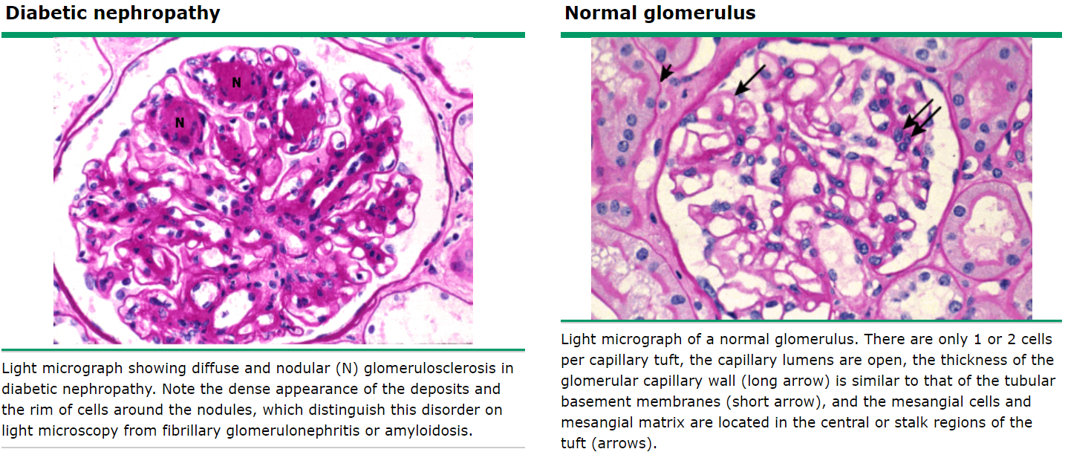 Diabetic nephropathy
N
N
Light micrograph showing diffuse and nodular (N) glomerulosclerosis in
diabetic nephropathy. Note the dense appearance of the deposits and
the rim of cells around the nodules, which distinguish this disorder on
light microscopy from fibrillary glomerulonephritis or amyloidosis.
Normal glomerulus
Light micrograph of a normal glomerulus. There are only 1 or 2 cells
per capillary tuft, the capillary lumens are open, the thickness of the
glomerular capillary wall (long arrow) is similar to that of the tubular
basement membranes (short arrow), and the mesangial cells and
mesangial matrix are located in the central or stalk regions of the
tuft (arrows).